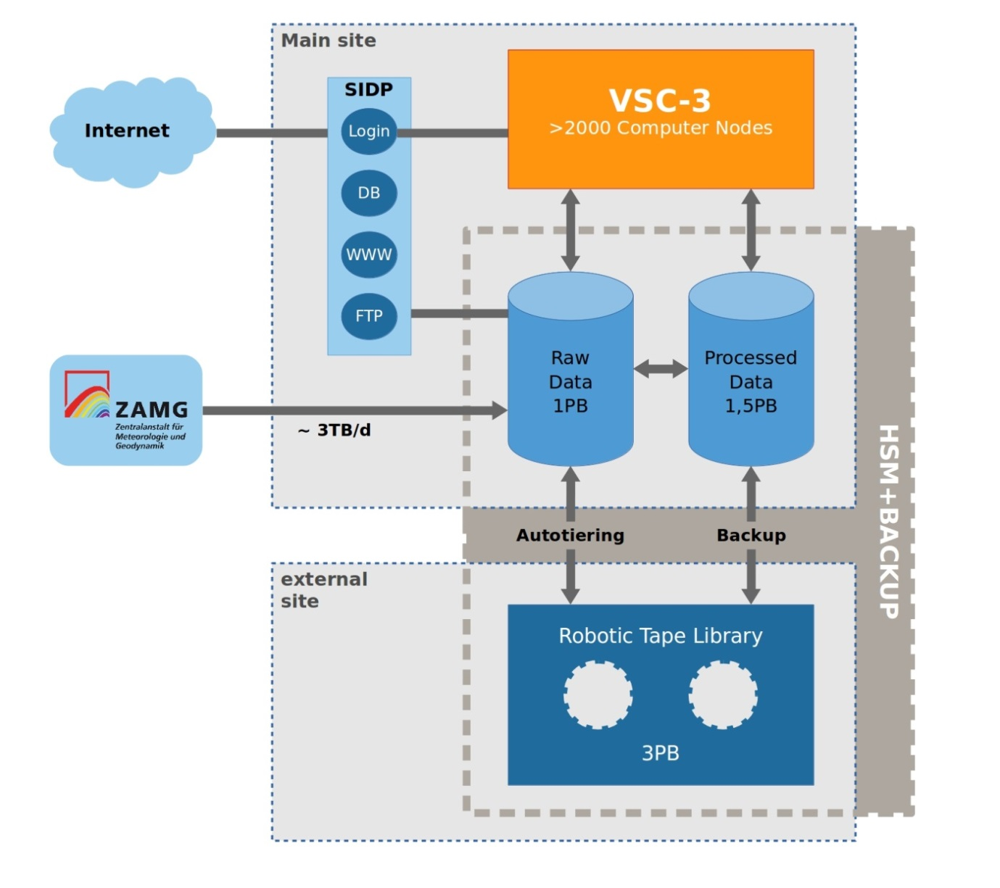 Main site
SIDP
VSC-3
>2000 Computer Nodes
Internet
Login
DB
WWW
FTP
Raw
Data
1PB
Processed
Data
1,5PB
ZAMG
Zentralanstalt für
Meteorologie und
Geodynamik
~ 3TB/d
HSM+BACKUP
Autotiering
Backup
external
site
Robotic Tape Library
3PB